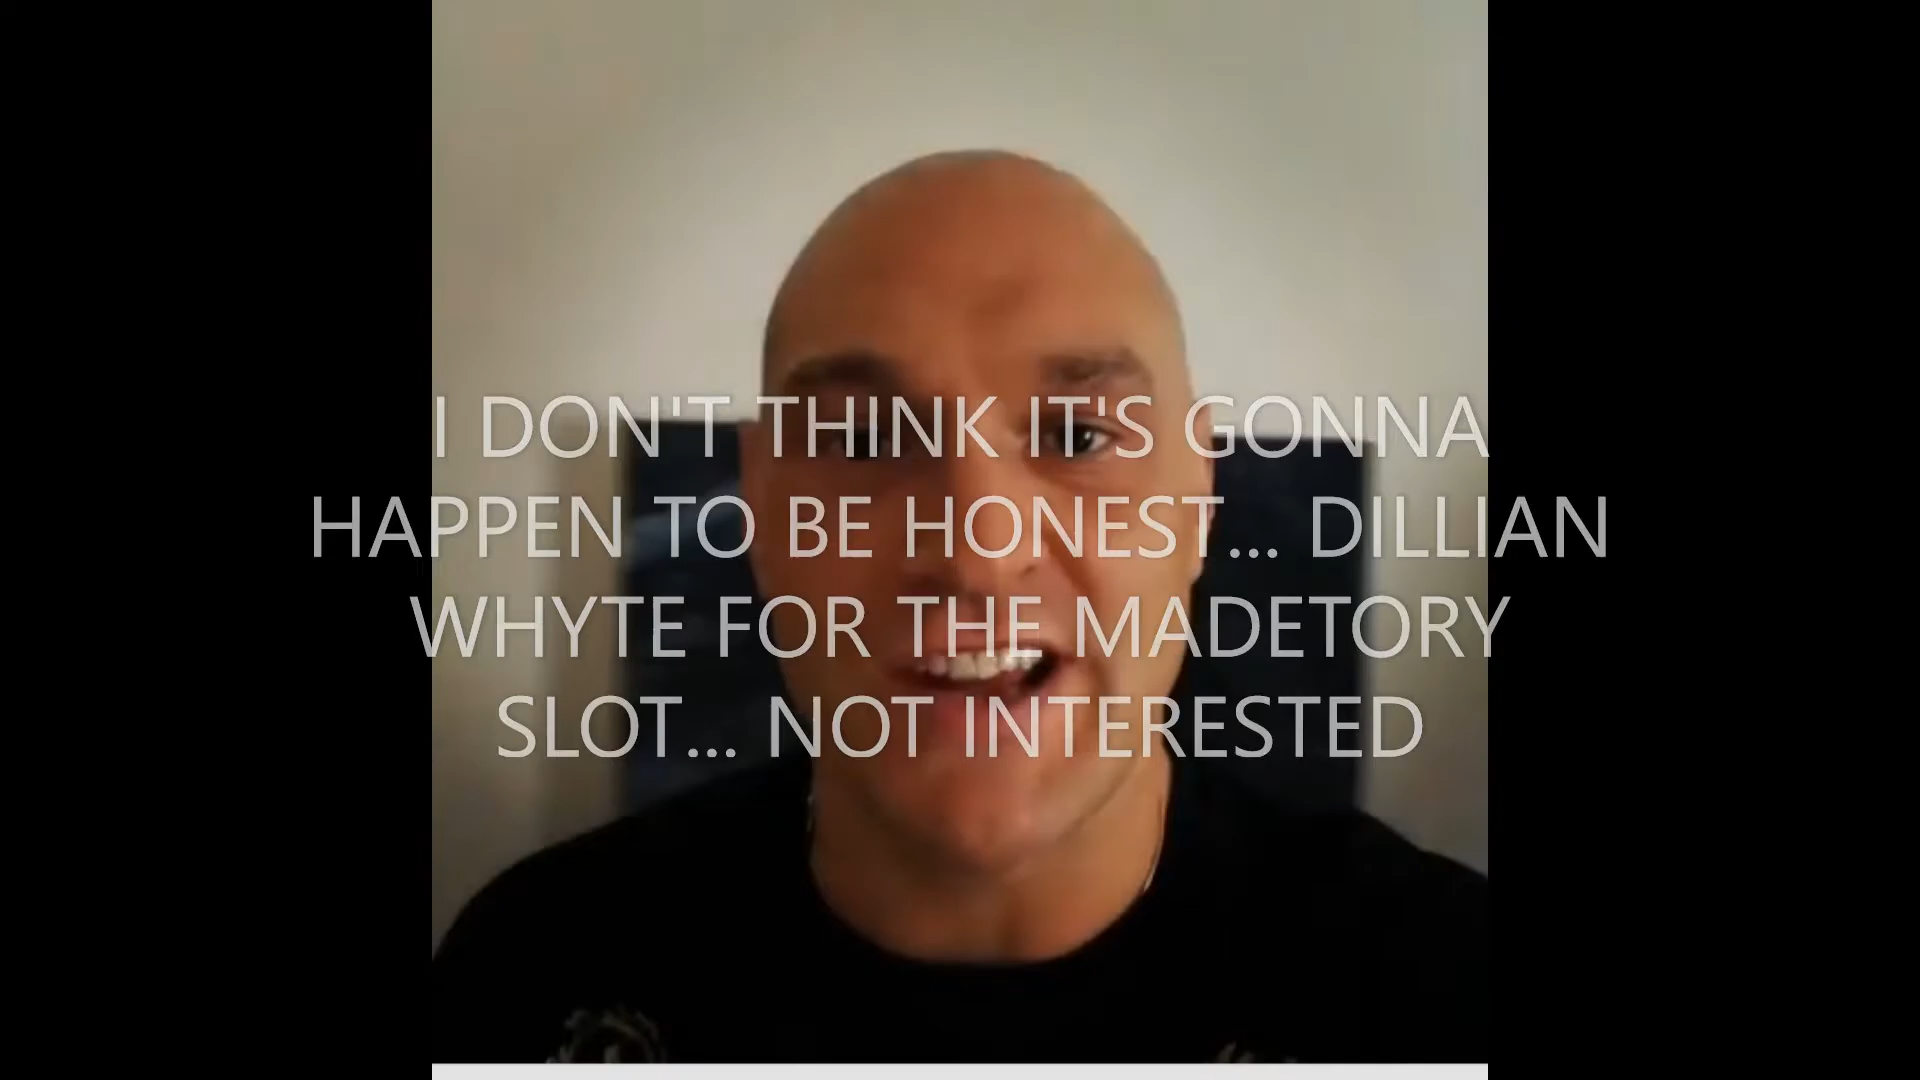 I DON'T THINK IT'S GONNA
HAPPEN TO BE HONEST... DILLIAN
WHYTE FOR THE MADETORY
SLOT... NOT INTERESTED